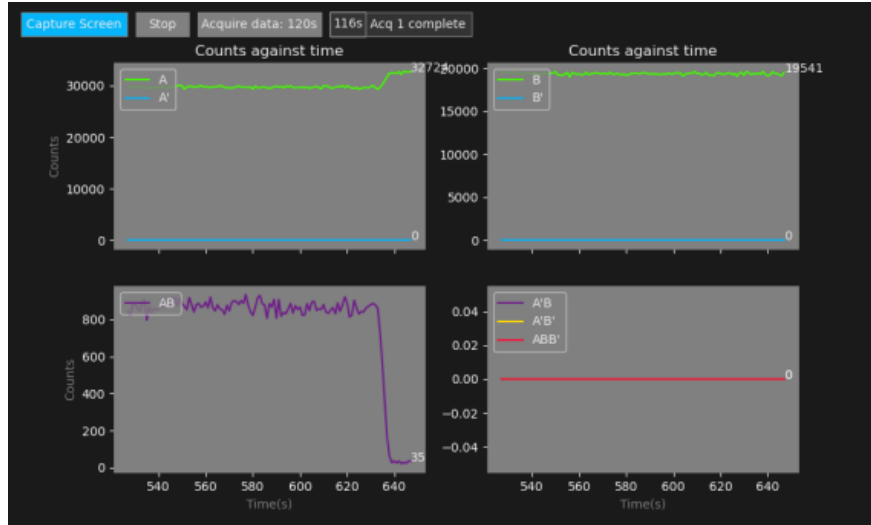 Capture Screen Stop Acquire data: 120s 116s Acq 1 complete
Counts against time
32724
30000
20000
10000
0
Counts
A
A'
0
Counts against time
19541
20000
15000
10000
5000
0
B
B'
0
800
600
400
200
0
Counts
AB
35
540 560 580 600 620 640
Time(s)
0.04
0.02
0.00
−0.02
−0.04
A'B
A'B'
ABB'
0
540 560 580 600 620 640
Time(s)